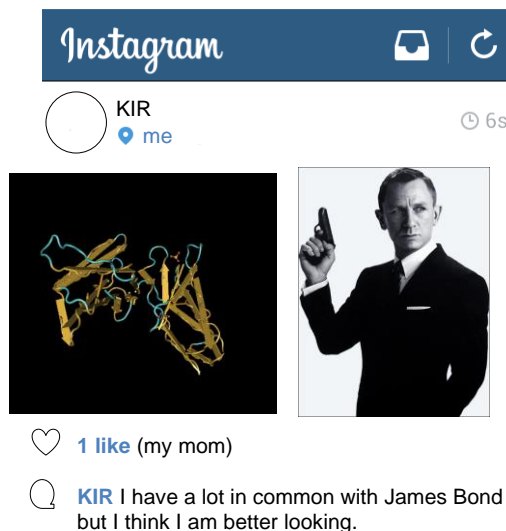 Instagram
KIR
6s
me
1 like (my mom)
KIR I have a lot in common with James Bond
but I think I am better looking.